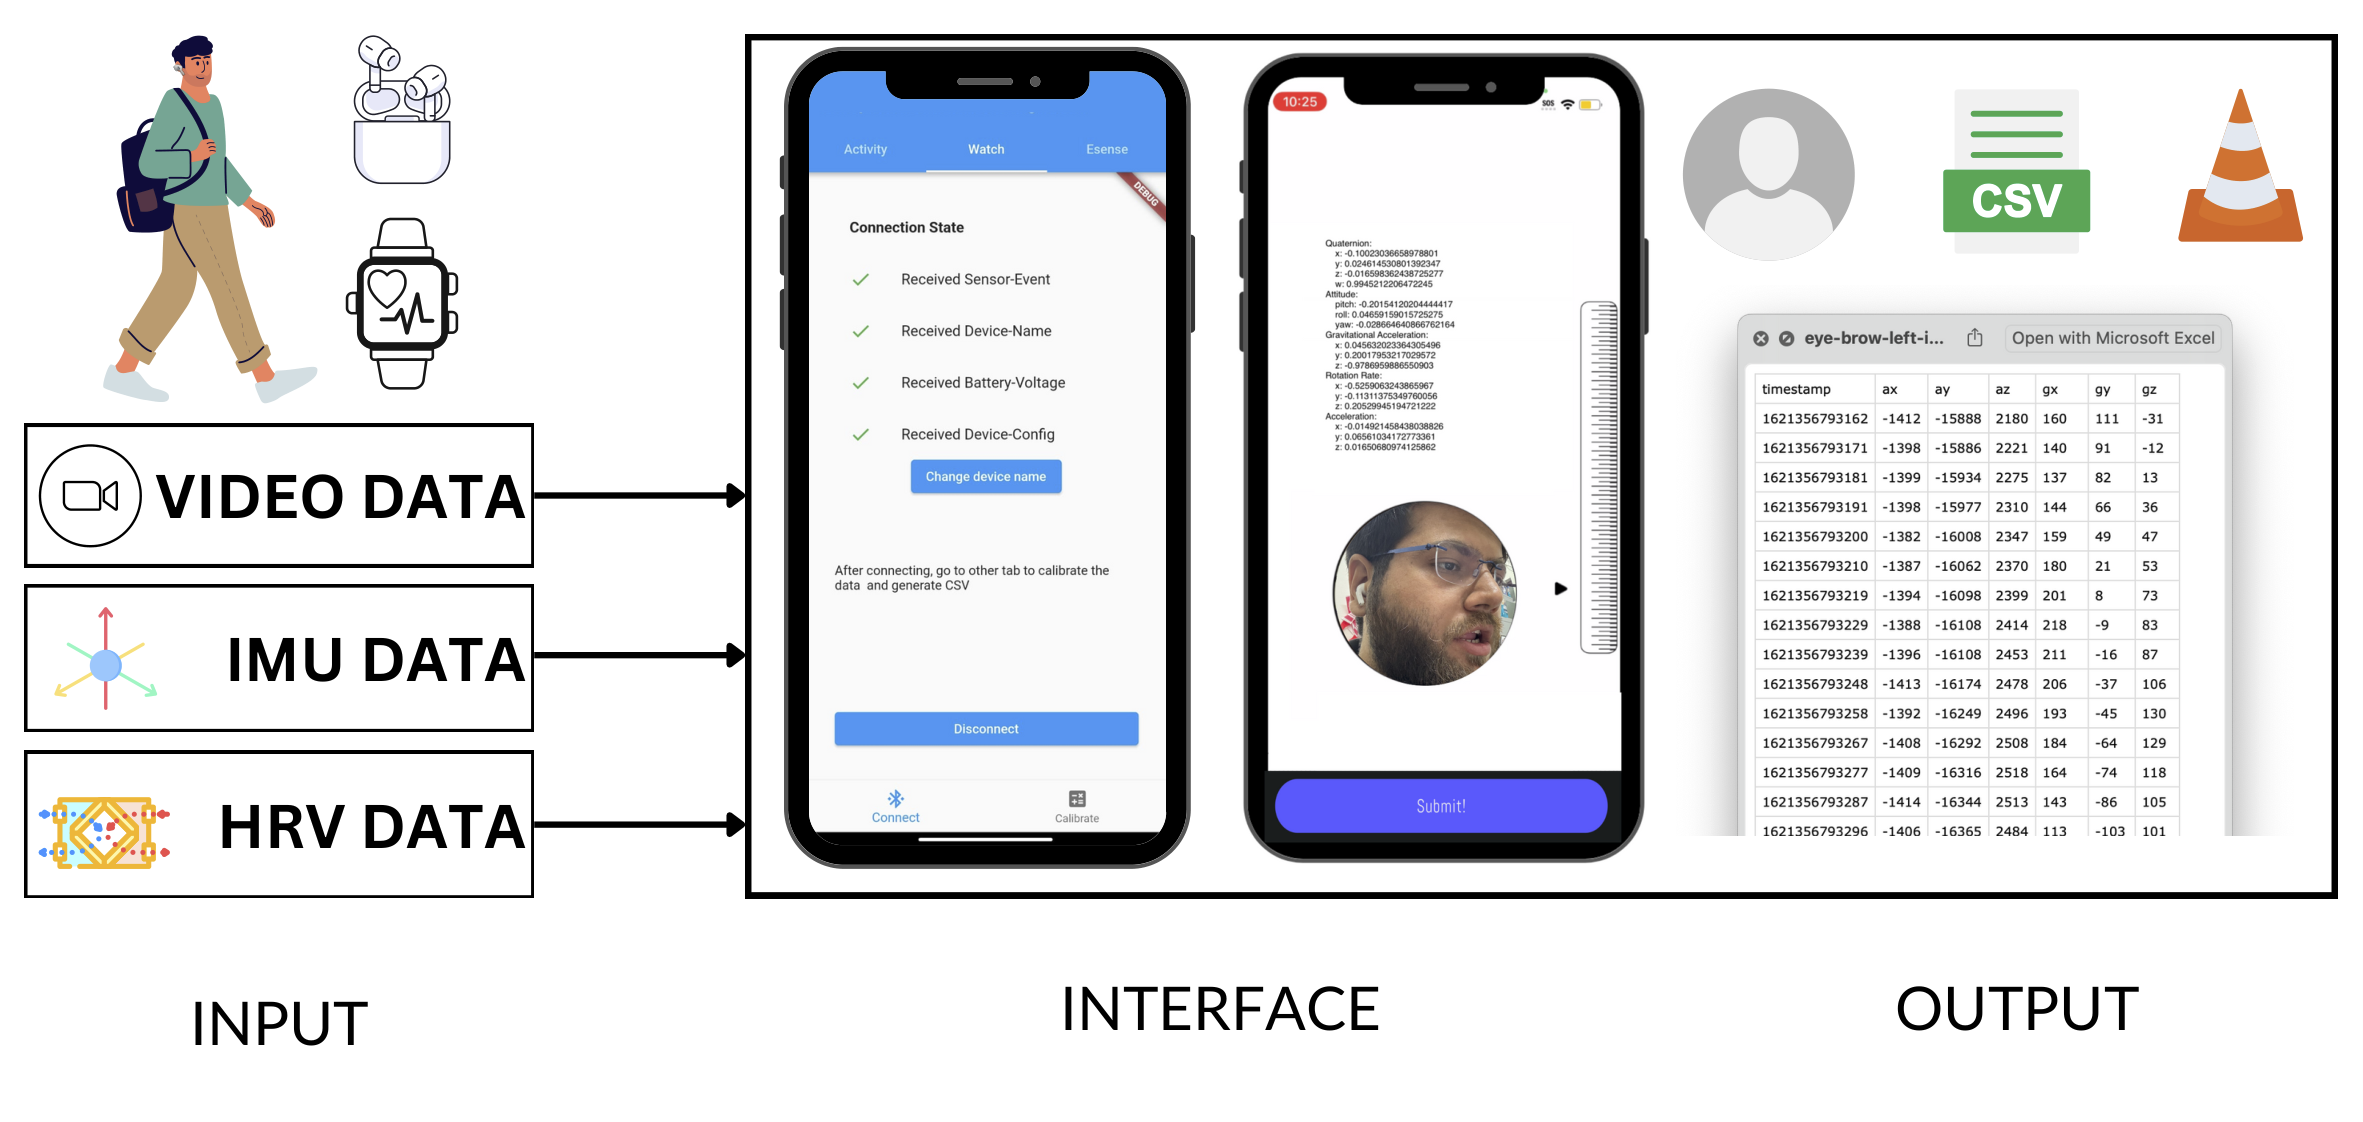 VIDEO DATA
IMU DATA
HRV DATA
INPUT
Activity Watch Esense
DEBUG
Connection State
Received Sensor-Event
Received Device-Name
Received Battery-Voltage
Received Device-Config
Change device name
After connecting, go to other tab to calibrate the
data and generate CSV
Disconnect
Connect Calibrate
10:25 SOS
Quaternion:
x: -0.10023036658978801
y: 0.024614530801392347
z: -0.016598362438725277
w: 0.9945212206472245
Attitude:
pitch: -0.20154120204444417
roll: 0.04659159015725275
yaw: -0.028664640866762164
Gravitational Acceleration:
x: 0.045632023364305496
y: 0.20017953217029572
z: -0.9786959886550903
Rotation Rate:
x: -0.5259063243865967
y: -0.11311375349760056
z: 0.20529945194721222
Acceleration:
x: -0.014921458438038826
y: 0.06561034172773361
z: 0.01650680974125862
Submit!
INTERFACE
CSV
eye-brow-left-i... Open with Microsoft Excel
timestamp ax ay az gx gy gz
1621356793162 -1412 -15888 2180 160 111 -31
1621356793171 -1398 -15886 2221 140 91 -12
1621356793181 -1399 -15934 2275 137 82 13
1621356793191 -1398 -15977 2310 144 66 36
1621356793200 -1382 -16008 2347 159 49 47
1621356793210 -1387 -16062 2370 180 21 53
1621356793219 -1394 -16098 2399 201 8 73
1621356793229 -1388 -16108 2414 218 -9 83
1621356793239 -1396 -16108 2453 211 -16 87
1621356793248 -1413 -16174 2478 206 -37 106
1621356793258 -1392 -16249 2496 193 -45 130
1621356793267 -1408 -16292 2508 184 -64 129
1621356793277 -1409 -16316 2518 164 -74 118
1621356793287 -1414 -16344 2513 143 -86 105
1621356793296 -1406 -16365 2484 113 -103 101
OUTPUT